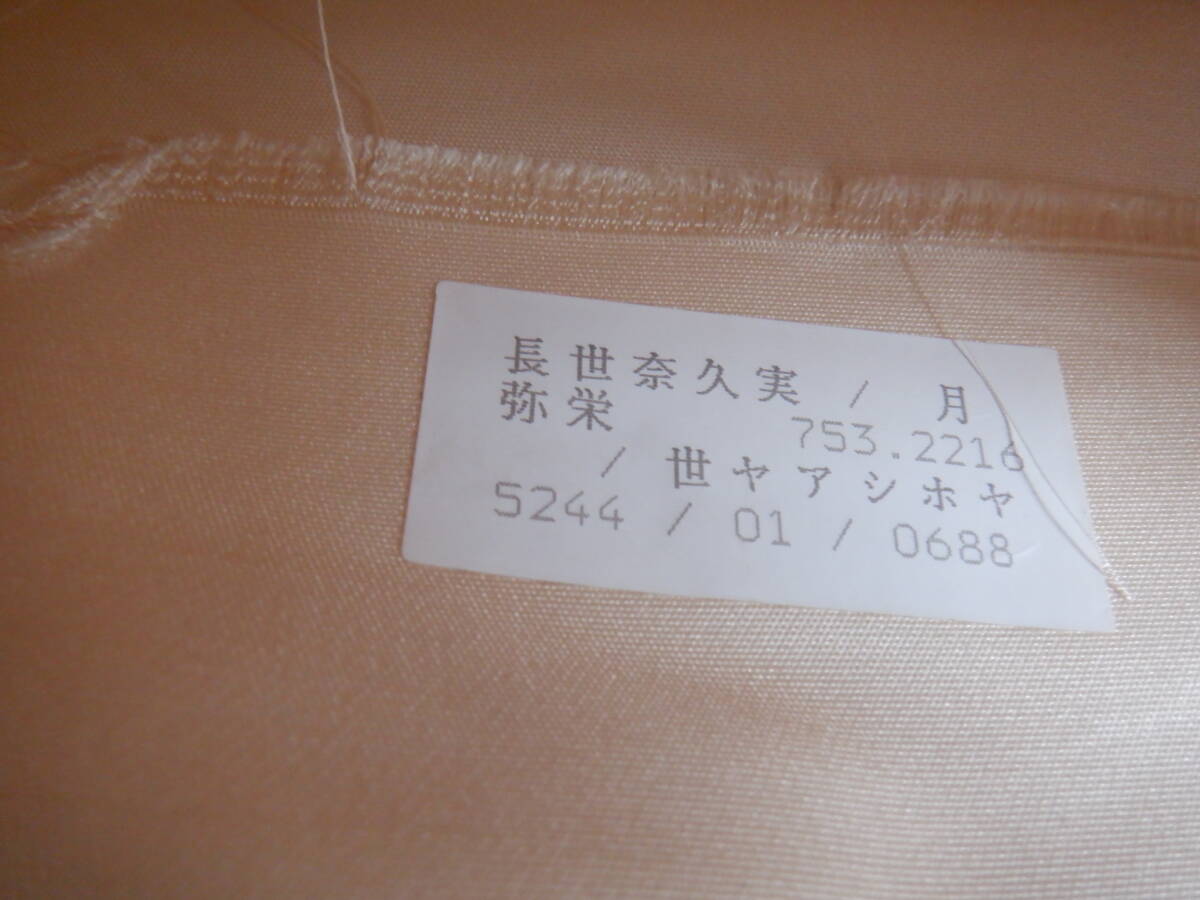 長世奈久実 / 月
弥栄 753.2216
/ 世ヤアシホヤ
5244 / 01 / 0688